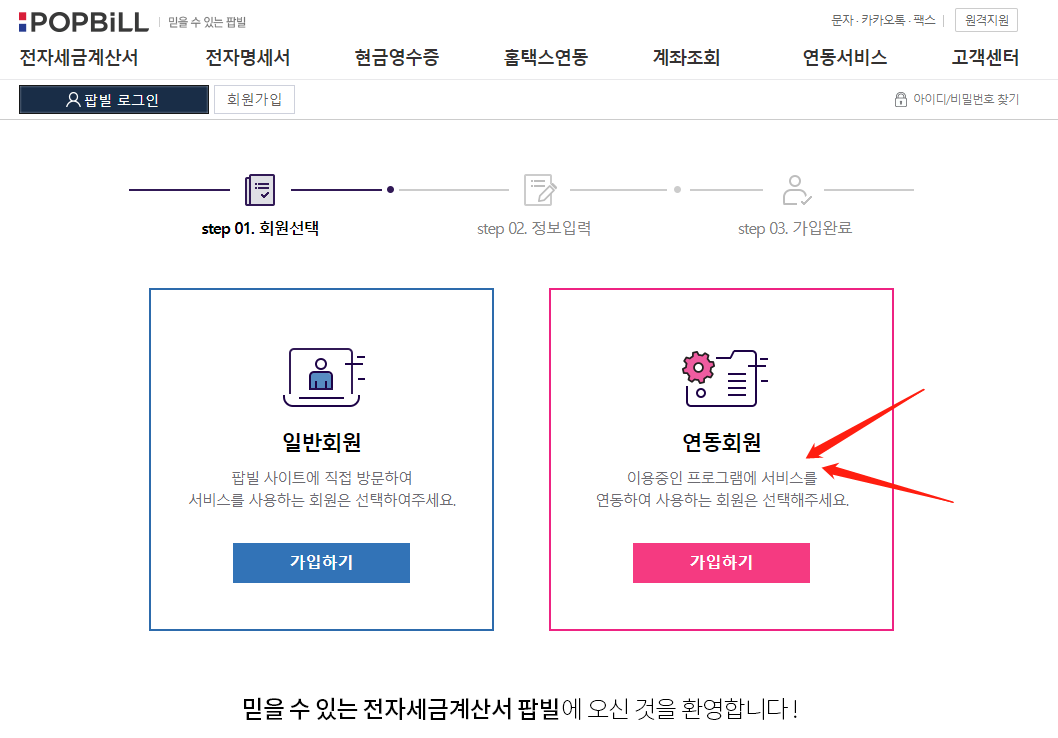 POPBiLL 믿을 수 있는 팝빌
문자 · 카카오톡 · 팩스 원격지원
전자세금계산서 전자명세서 현금영수증 홈택스연동 계좌조회 연동서비스 고객센터
팝빌 로그인 회원가입 아이디/비밀번호 찾기
step 01. 회원선택 step 02. 정보입력 step 03. 가입완료
일반회원
팝빌 사이트에 직접 방문하여
서비스를 사용하는 회원은 선택하여주세요.
가입하기
연동회원
이용중인 프로그램에 서비스를
연동하여 사용하는 회원은 선택해주세요.
가입하기
믿을 수 있는 전자세금계산서 팝빌에 오신 것을 환영합니다!